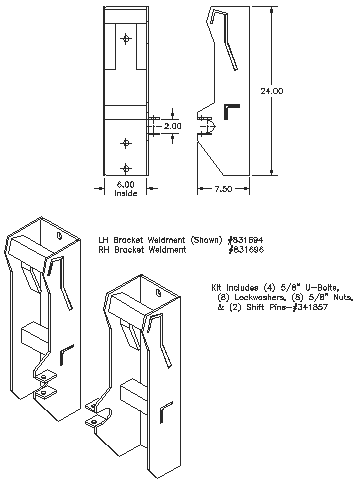 24.00
2.00
6.00
Inside
7.50
LH Bracket Weldment (Shown) #831694
RH Bracket Weldment #831696
Kit Includes (4) 5/8" U-Bolts,
(8) Lockwashers, (8) 5/8" Nuts,
& (2) Shift Pins-#341857